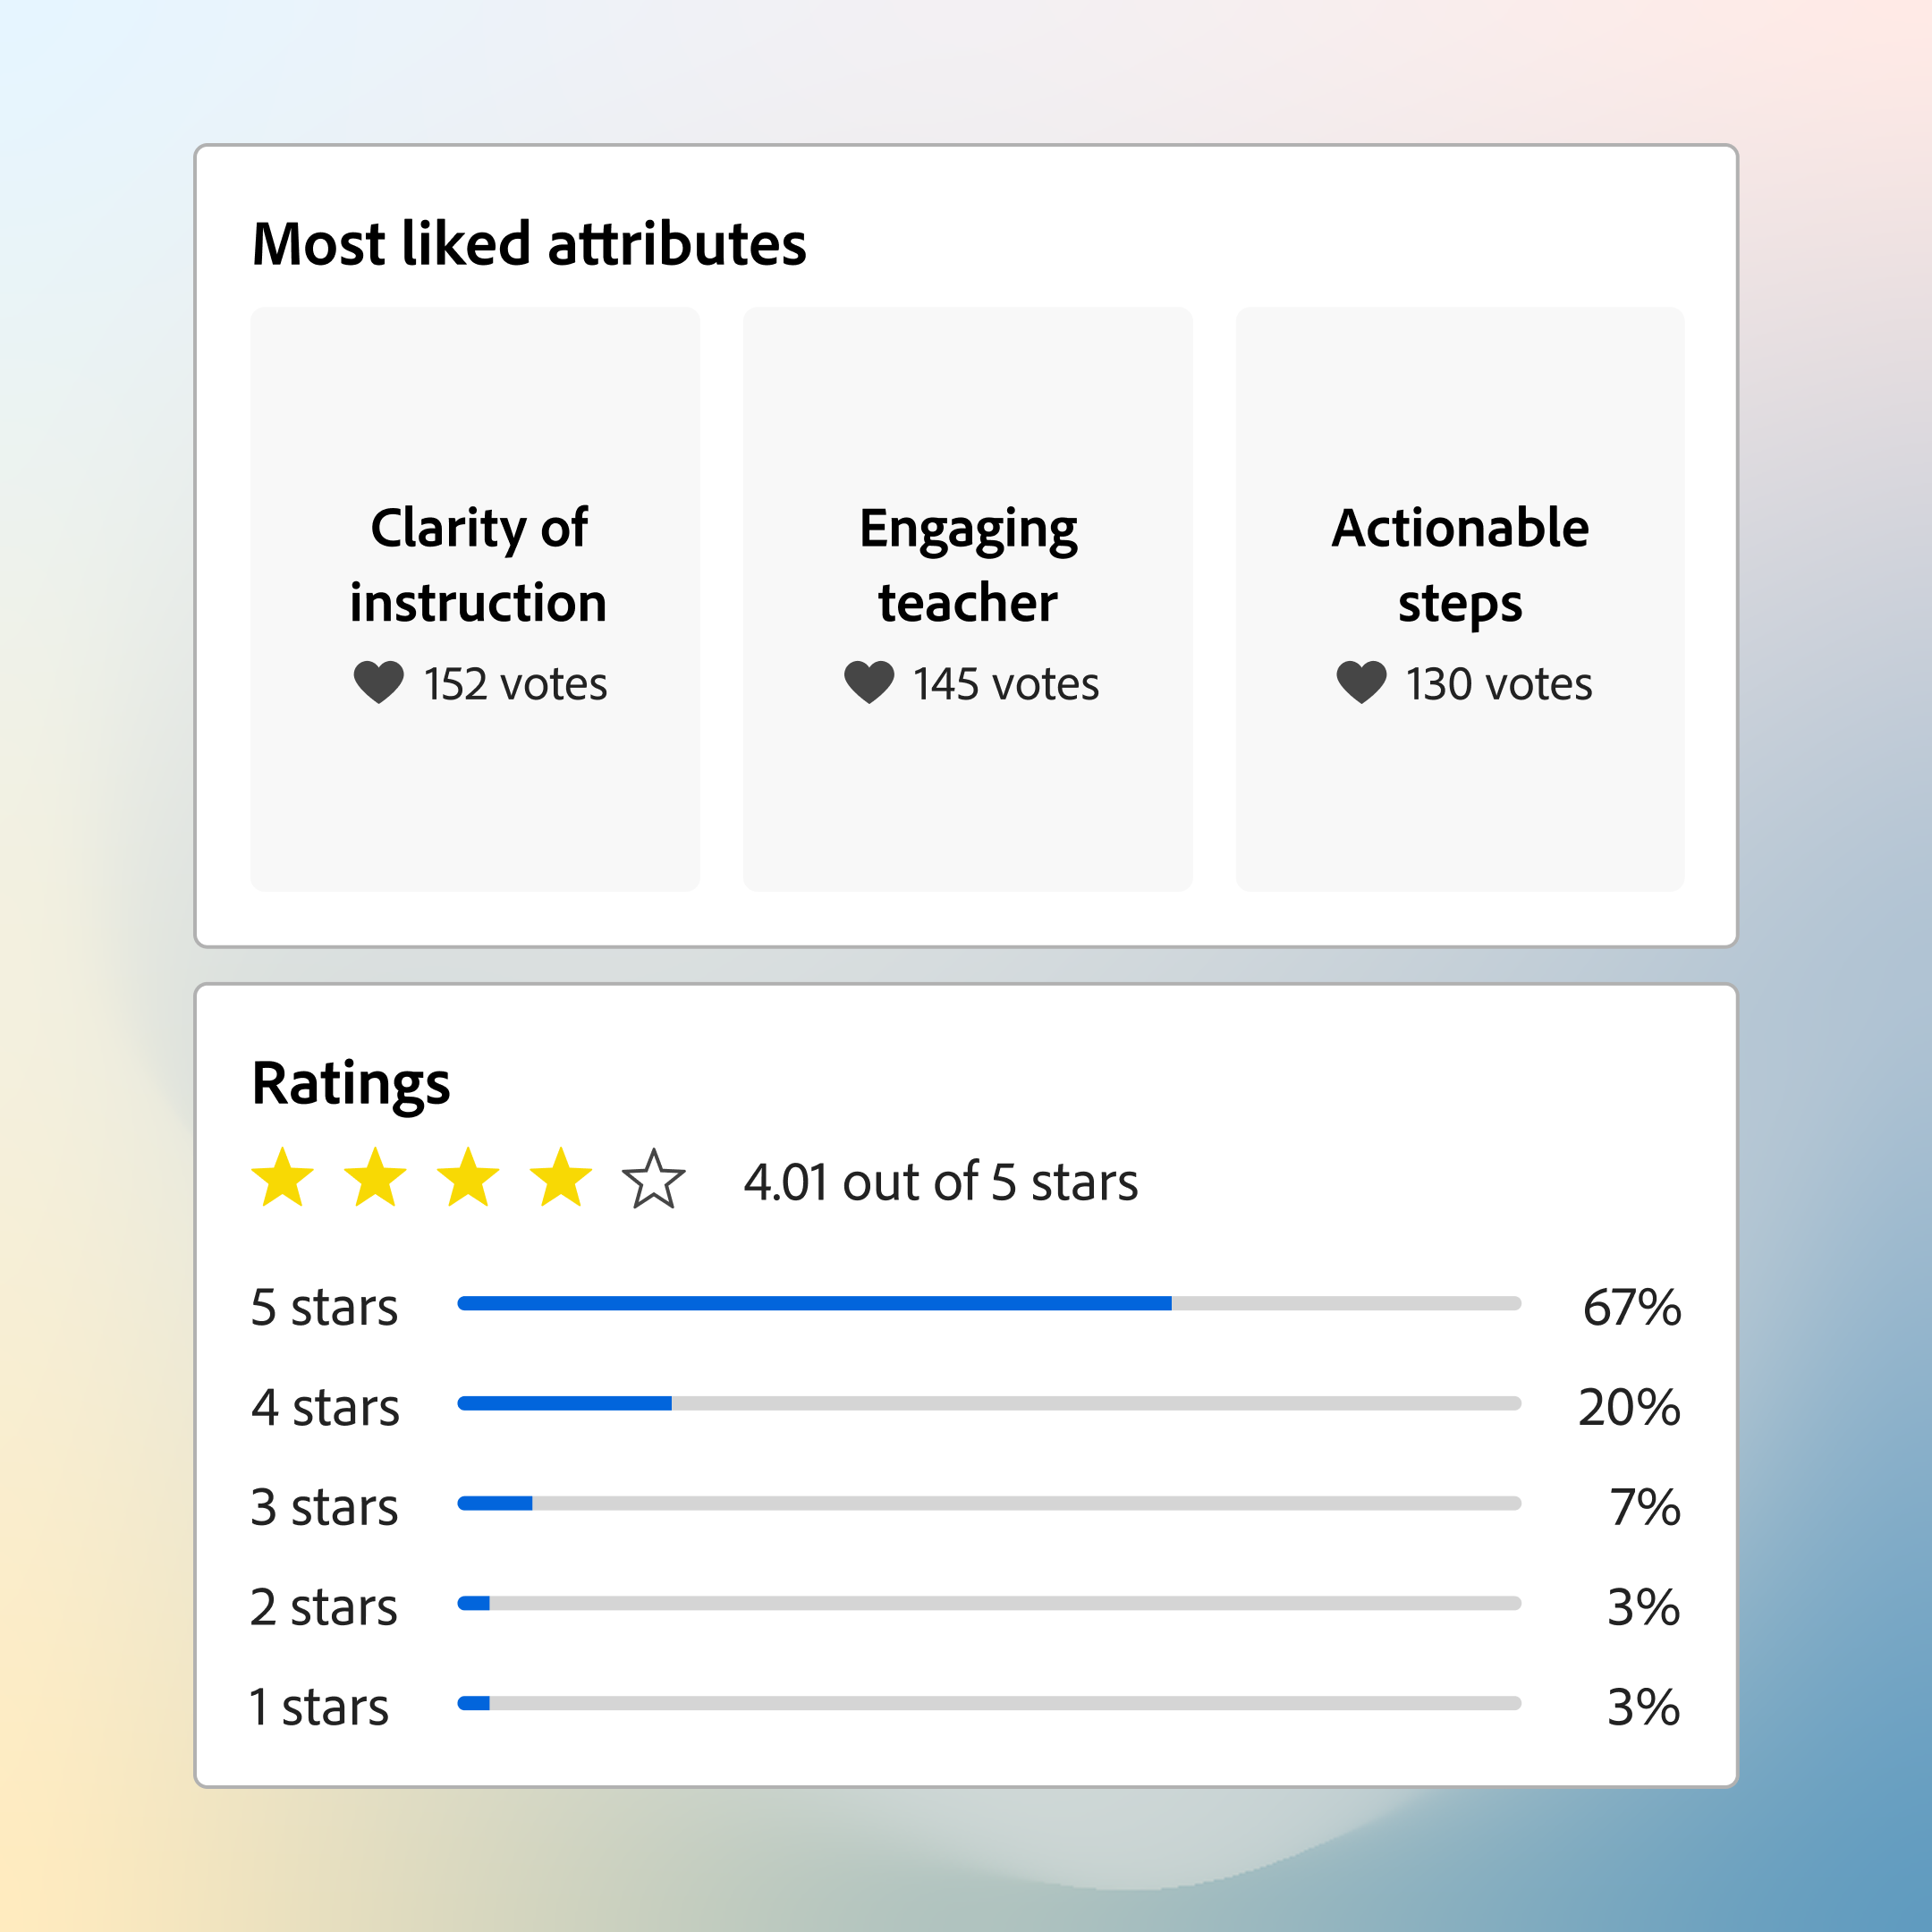 Most liked attributes
Clarity of
instruction
152 votes
Engaging
teacher
145 votes
Actionable
steps
130 votes
Ratings
4.01 out of 5 stars
5 stars 67%
4 stars 20%
3 stars 7%
2 stars 3%
1 stars 3%